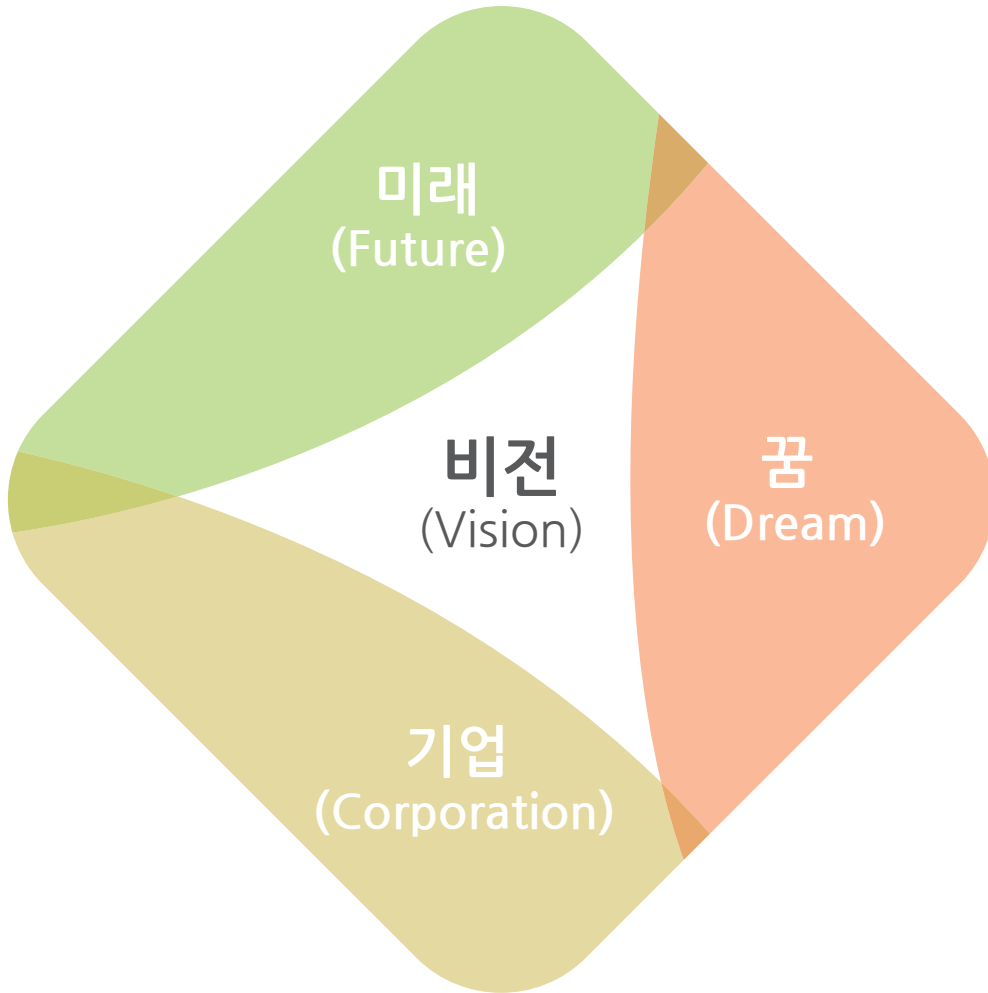 미래
(Future)
비전
(Vision)
꿈
(Dream)
기업
(Corporation)